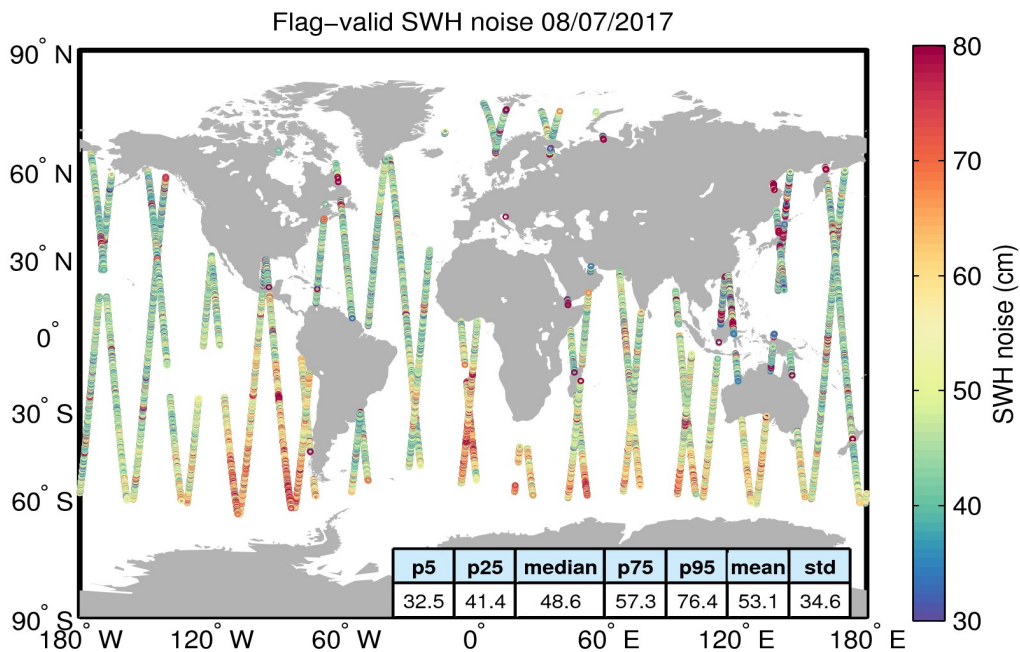 Flag−valid SWH noise 08/07/2017
90° N
60° N
30° N
0°
30° S
60° S
90° S
180° W 120° W 60° W 0° 60° E 120° E 180° E
p5 p25 median p75 p95 mean std
32.5 41.4 48.6 57.3 76.4 53.1 34.6
80
70
60
50
40
30
SWH noise (cm)